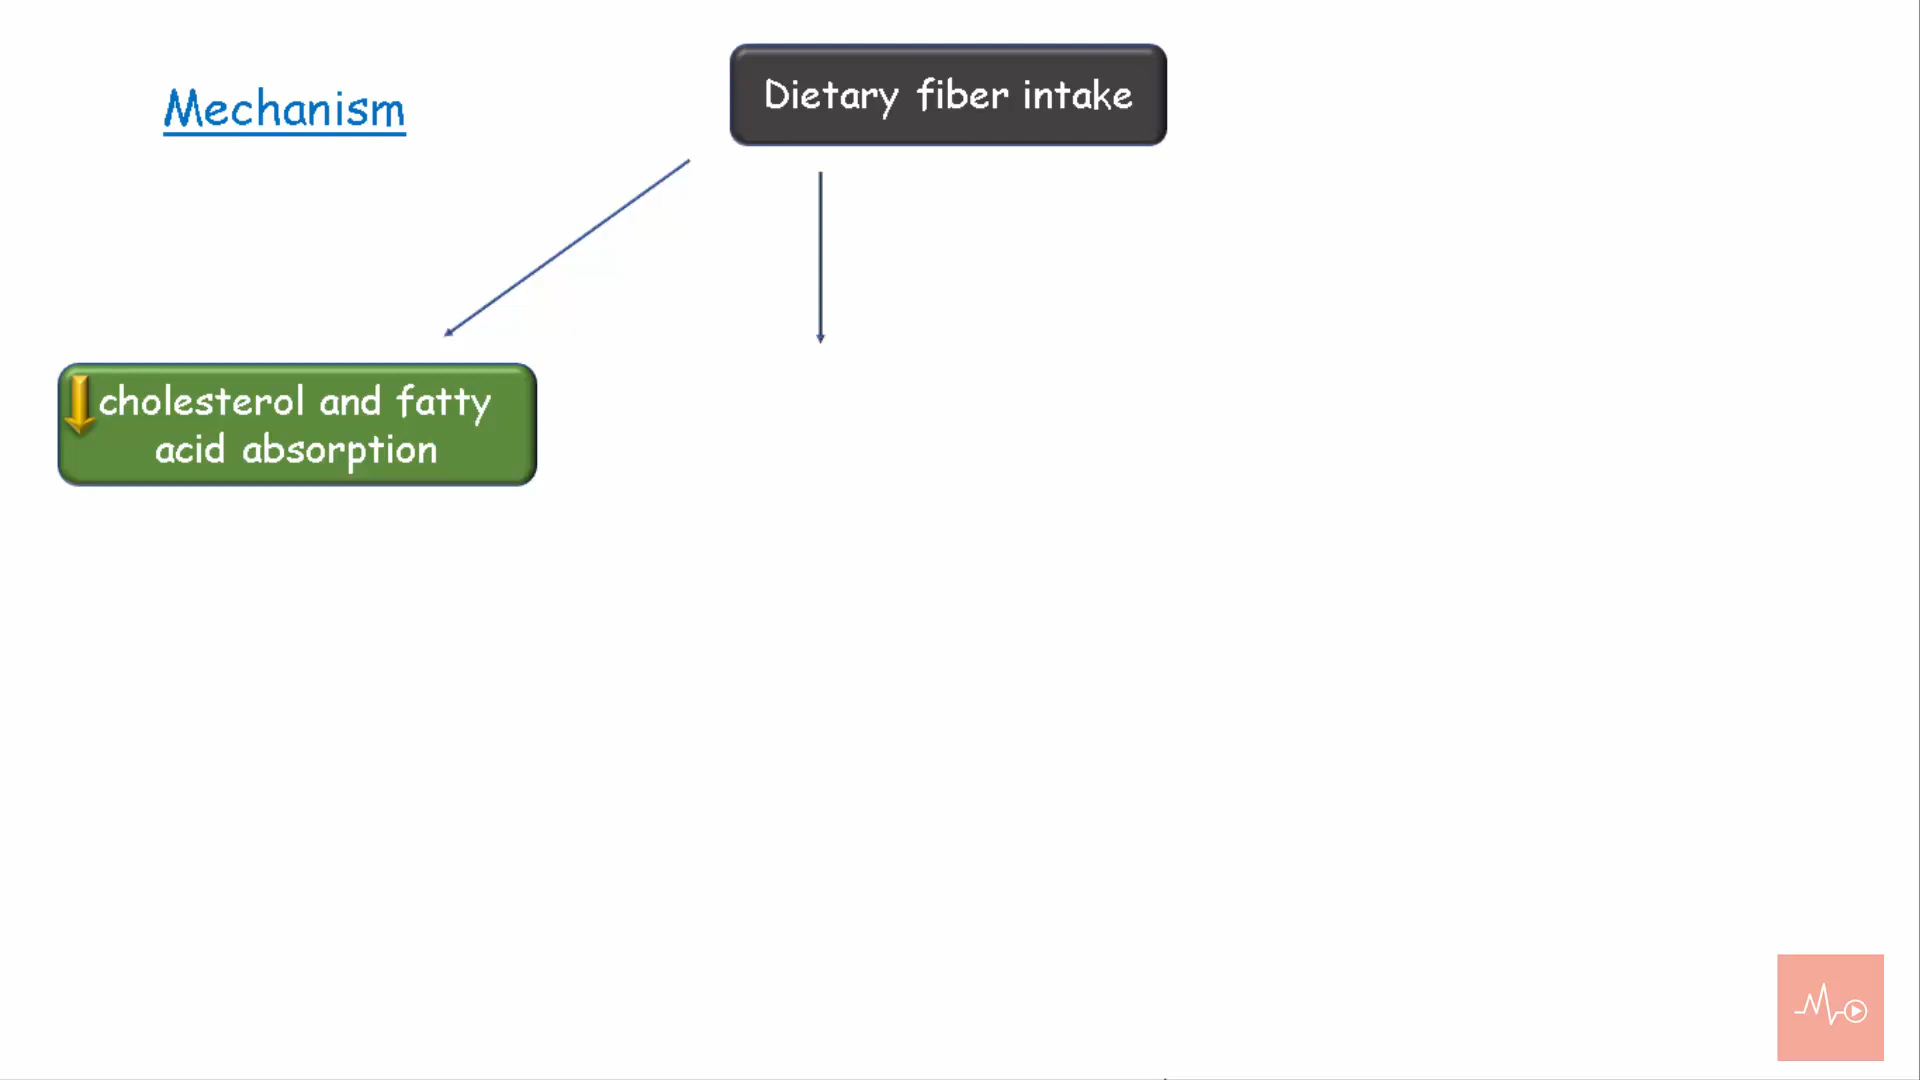 Mechanism
Dietary fiber intake
cholesterol and fatty
acid absorption